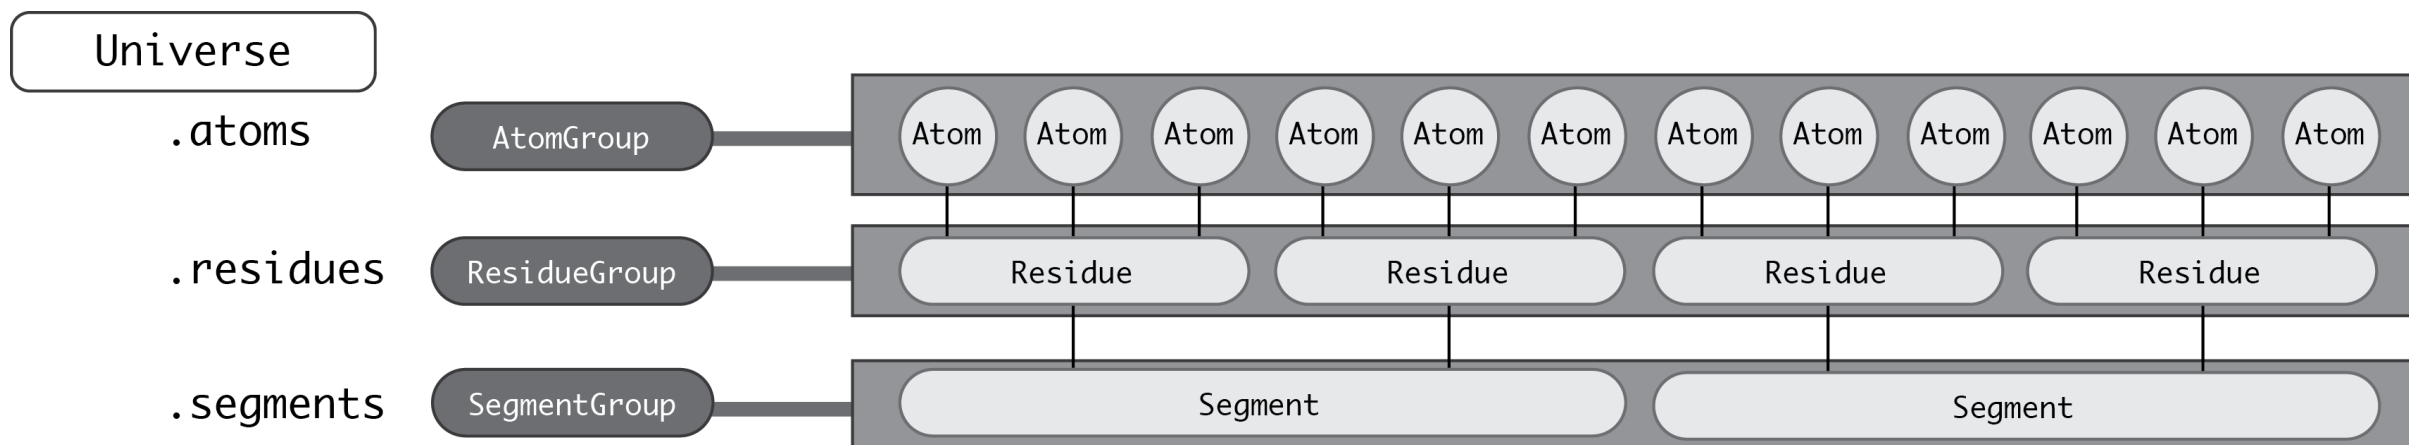 Universe
.atoms AtomGroup Atom Atom Atom Atom Atom Atom Atom Atom Atom Atom Atom Atom
.residues ResidueGroup Residue Residue Residue Residue
.segments SegmentGroup Segment Segment